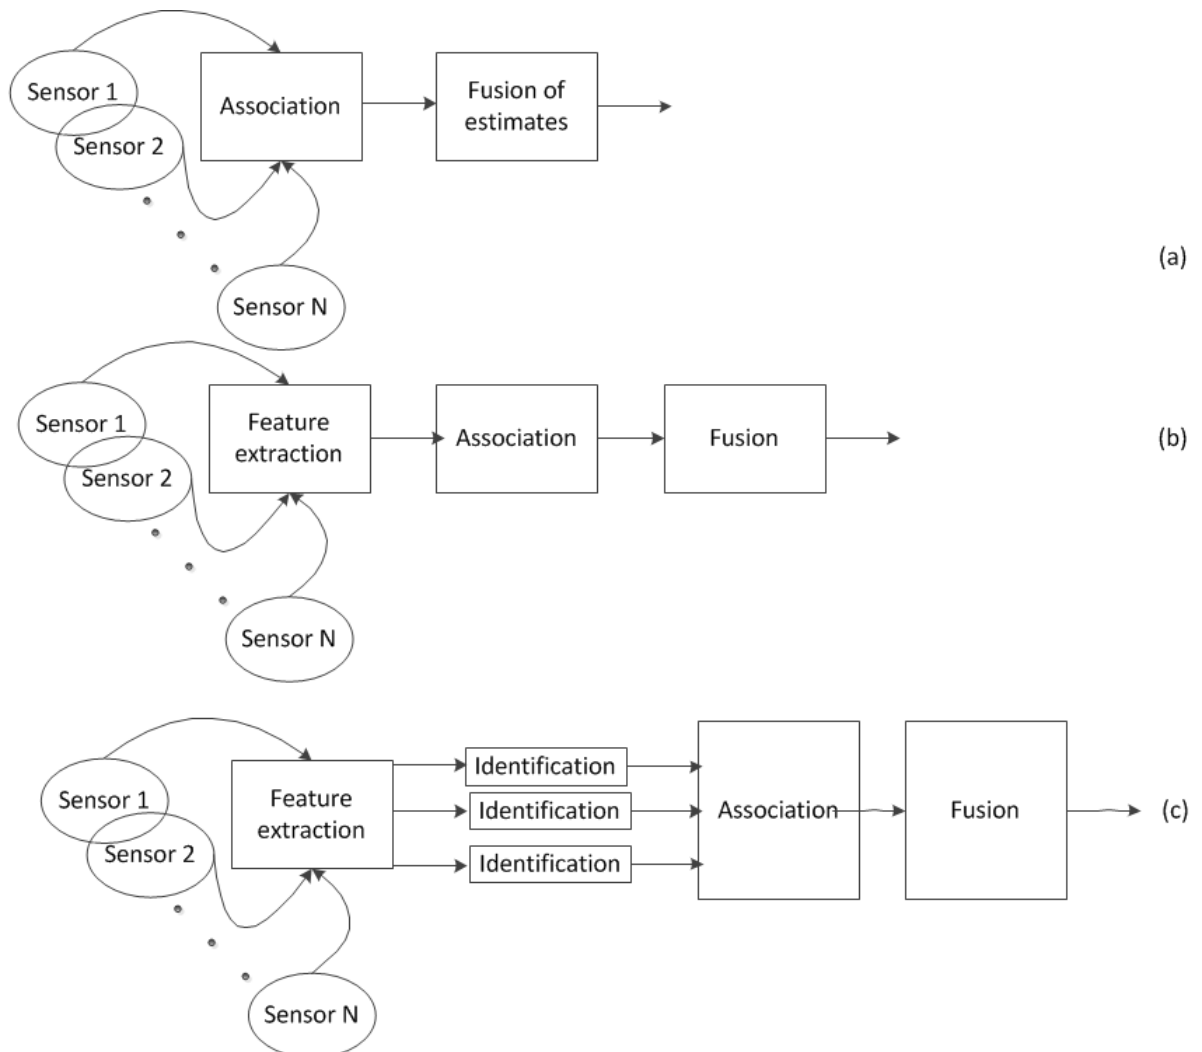 Sensor 1
Sensor 2
Sensor N
Association
Fusion of
estimates
(a)
Sensor 1
Sensor 2
Sensor N
Feature
extraction
Association
Fusion
(b)
Sensor 1
Sensor 2
Sensor N
Feature
extraction
Identification
Identification
Identification
Association
Fusion
(c)